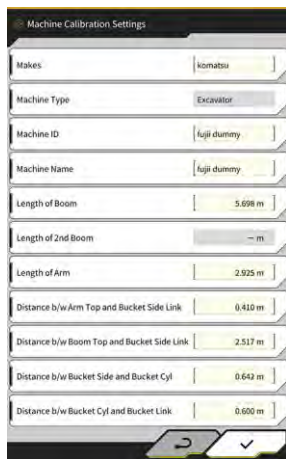 Machine Calibration Settings
Makes komatsu
Machine Type Excavator
Machine ID fujii dummy
Machine Name fujii dummy
Length of Boom 5.698 m
Length of 2nd Boom - m
Length of Arm 2.925 m
Distance b/w Arm Top and Bucket Side Link 0.410 m
Distance b/w Boom Top and Bucket Side Link 2.517 m
Distance b/w Bucket Side and Bucket Cyl 0.642 m
Distance b/w Bucket Cyl and Bucket Link 0.600 m